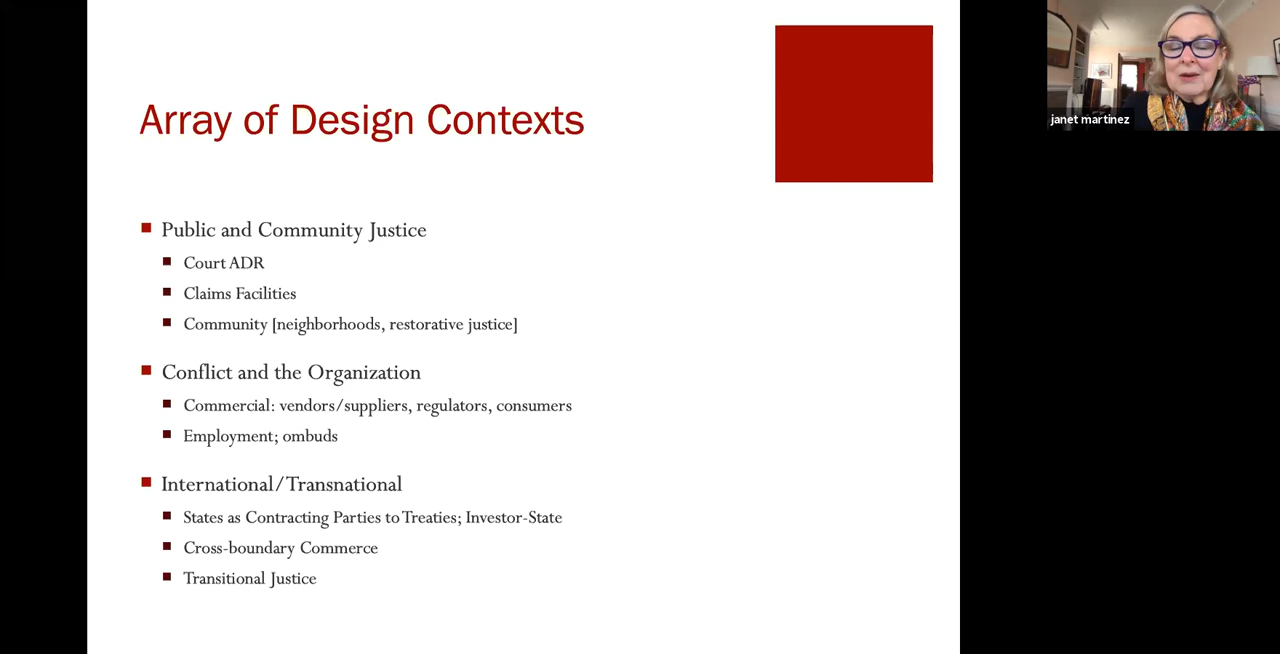 Array of Design Contexts
janet martinez
Public and Community Justice
Court ADR
Claims Facilities
Community [neighborhoods, restorative justice]
Conflict and the Organization
Commercial: vendors/suppliers, regulators, consumers
Employment; ombuds
International/Transnational
States as Contracting Parties to Treaties; Investor-State
Cross-boundary Commerce
Transitional Justice